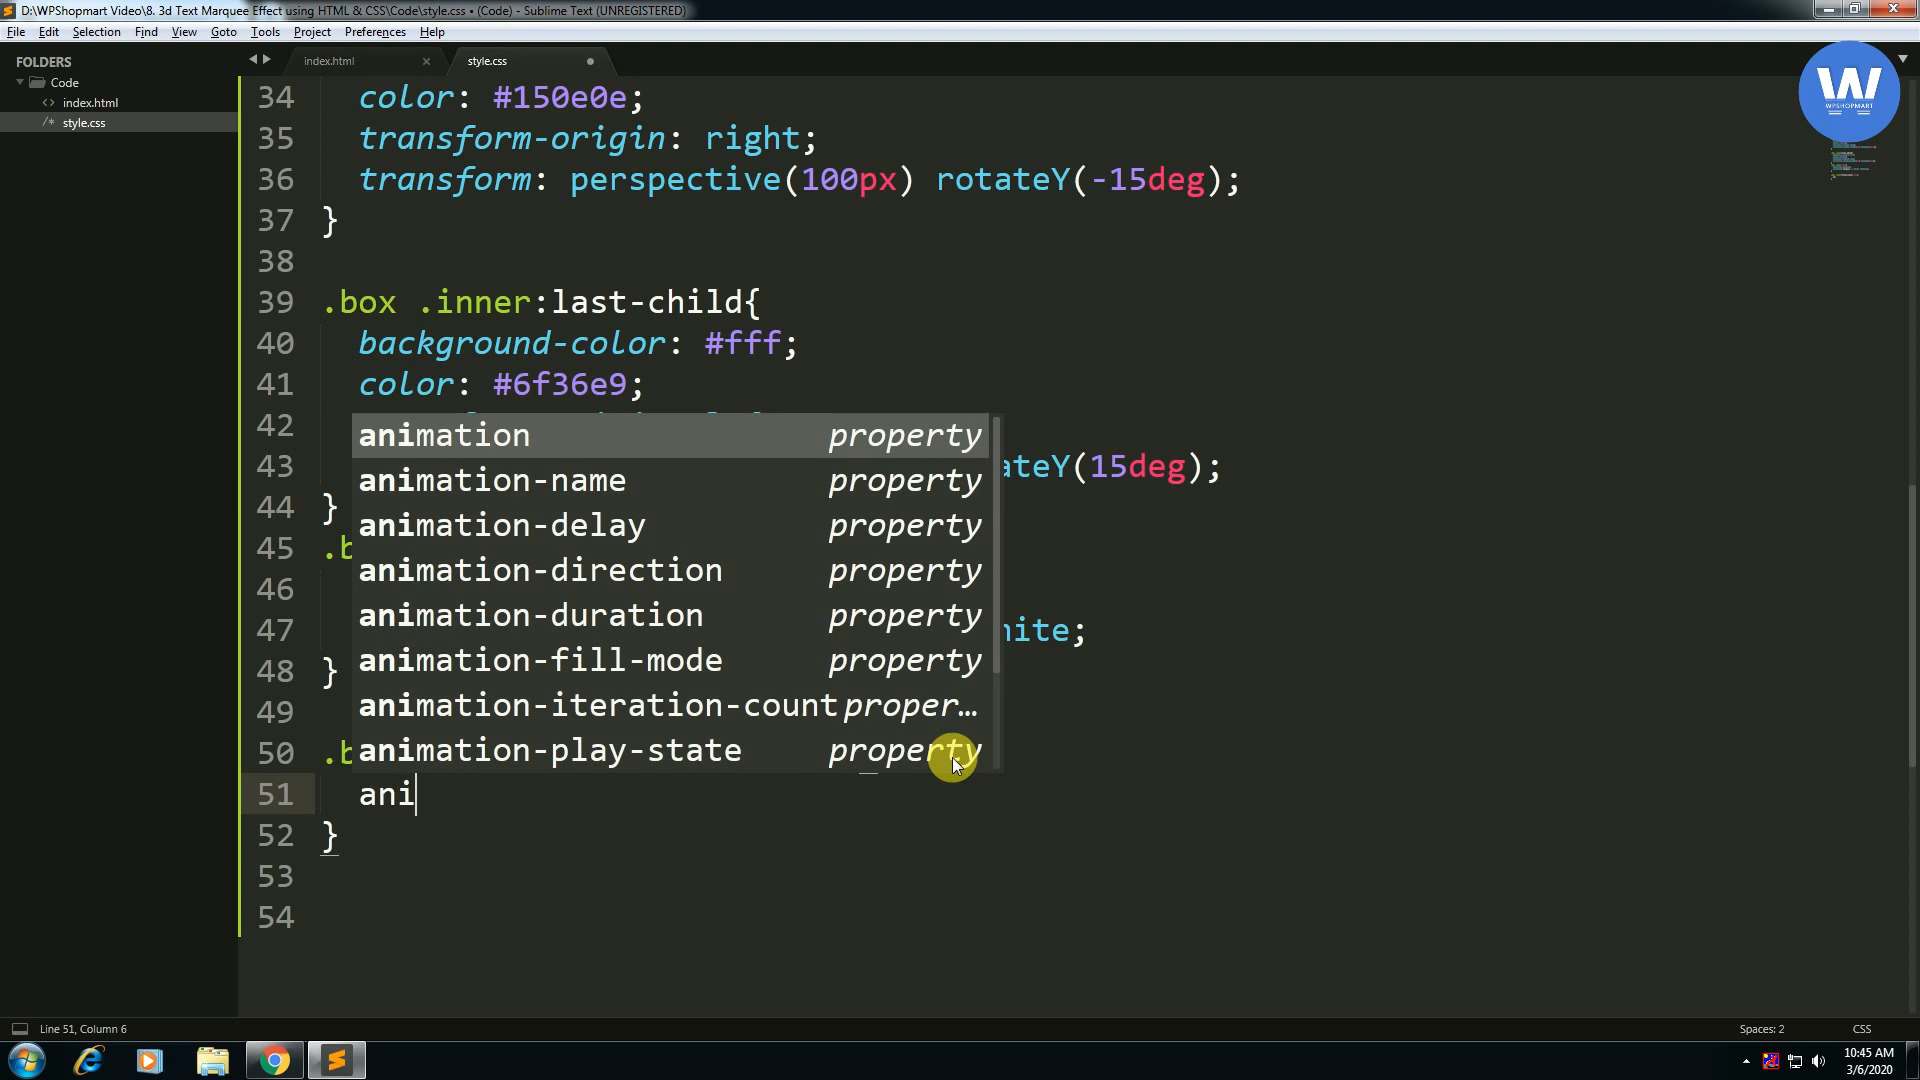 D:\WPShopmart Video\8. 3d Text Marquee Effect using HTML & CSS\Code\style.css • (Code) - Sublime Text (UNREGISTERED)
File Edit Selection Find View Goto Tools Project Preferences Help
FOLDERS
Code
index.html
style.css
index.html
style.css
W
WPSHOPMART
34 color: #150e0e;
35 transform-origin: right;
36 transform: perspective(100px) rotateY(-15deg);
37 }
38
39 .box .inner:last-child{
40 background-color: #fff;
41 color: #6f36e9;
42
43 ateY(15deg);
44 }
45 .b
46
47 nite;
48 }
49
50 .b
51 ani
52 }
53
54
animation property
animation-name property
animation-delay property
animation-direction property
animation-duration property
animation-fill-mode property
animation-iteration-count proper...
animation-play-state property
Line 51, Column 6
Spaces: 2
CSS
10:45 AM
3/6/2020